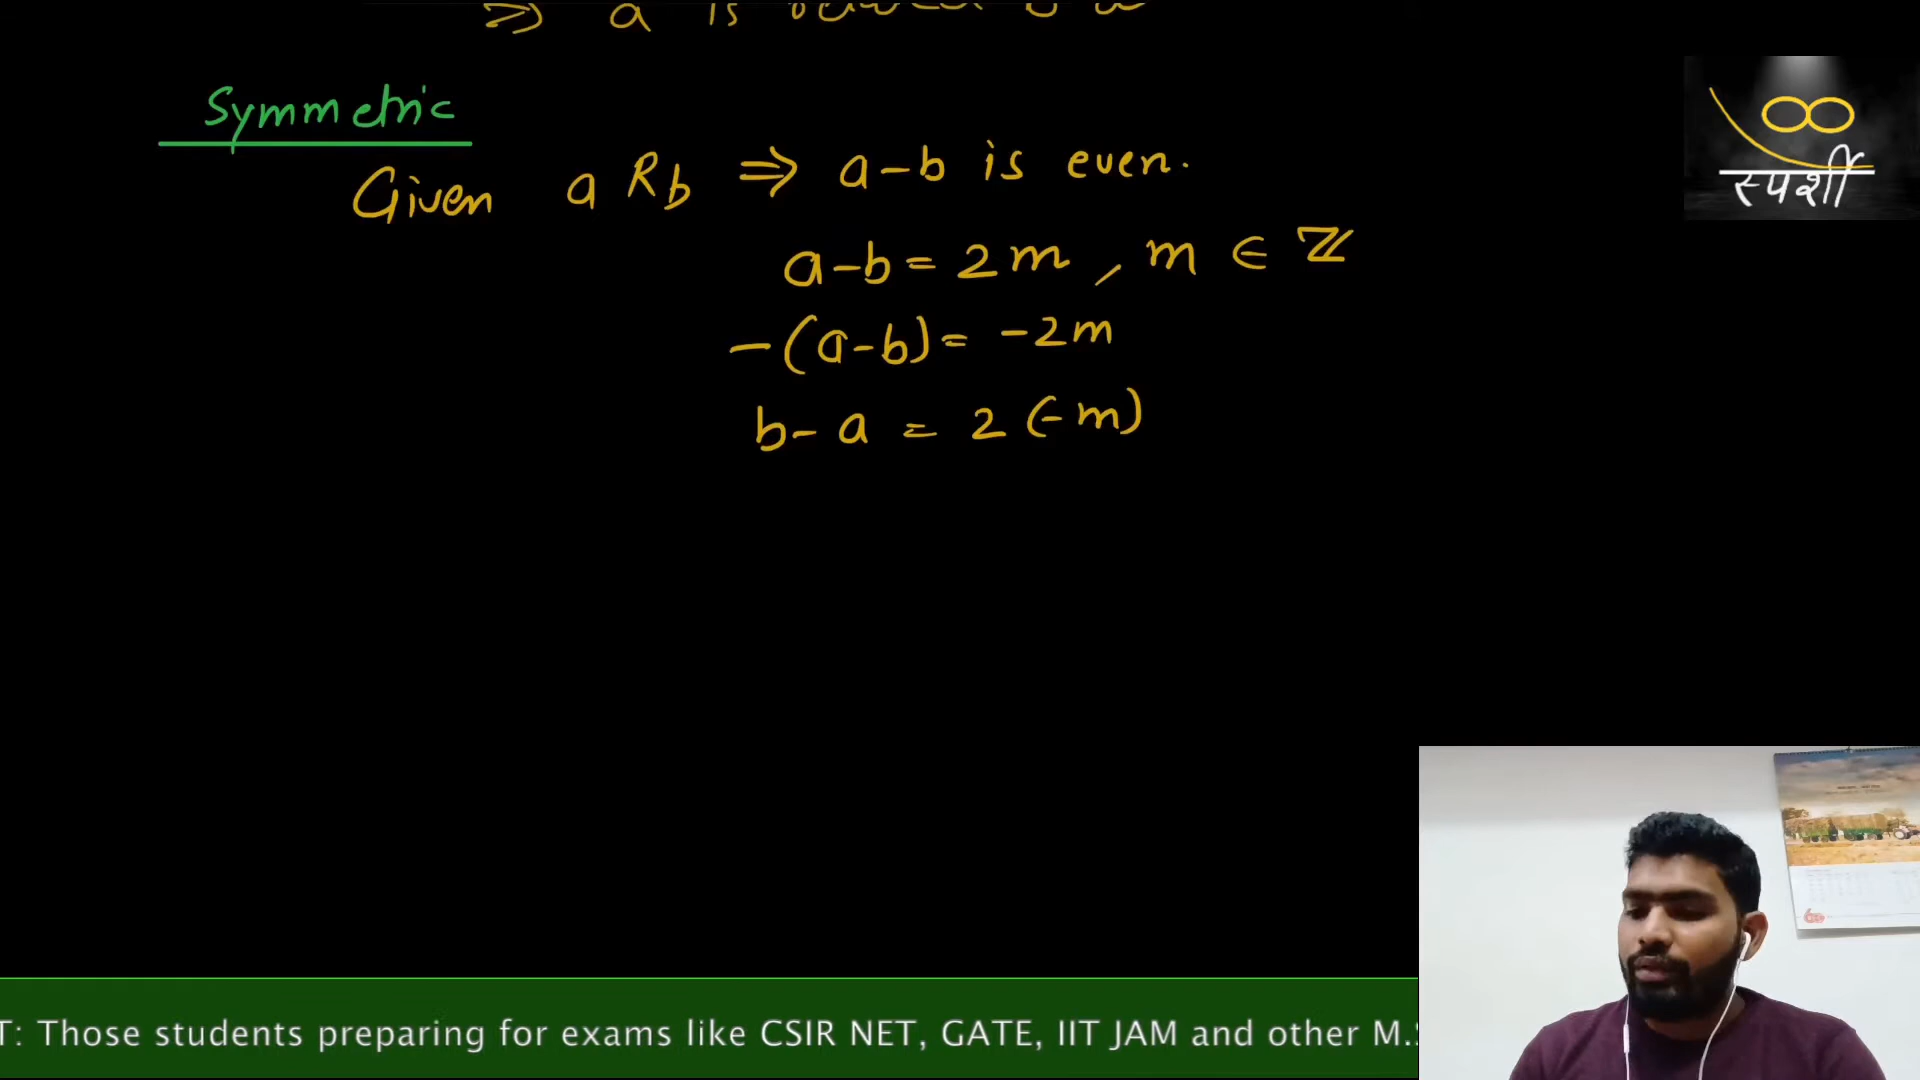 ⇒ a is
Symmetric
Given a R b ⇒ a-b is even.
a-b = 2m , m ∈ ℤ
-(a-b) = -2m
b-a = 2(-m)
स्पर्शी
T: Those students preparing for exams like CSIR NET, GATE, IIT JAM and other M.S